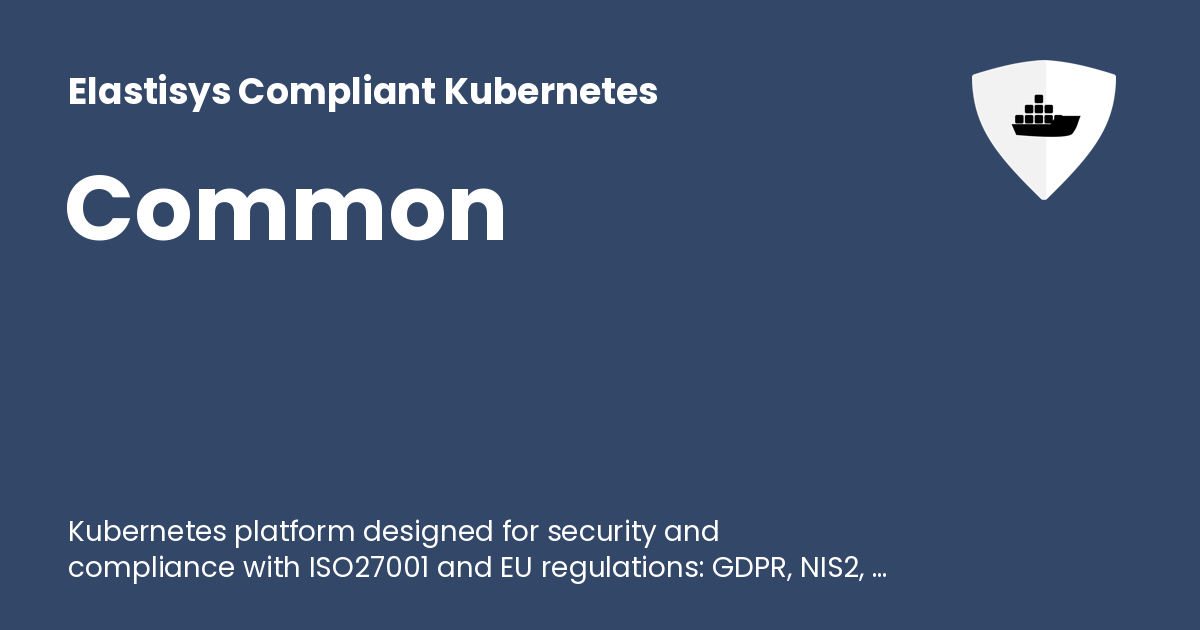 Elastisys Compliant Kubernetes
Common
Kubernetes platform designed for security and
compliance with ISO27001 and EU regulations: GDPR, NIS2, ...